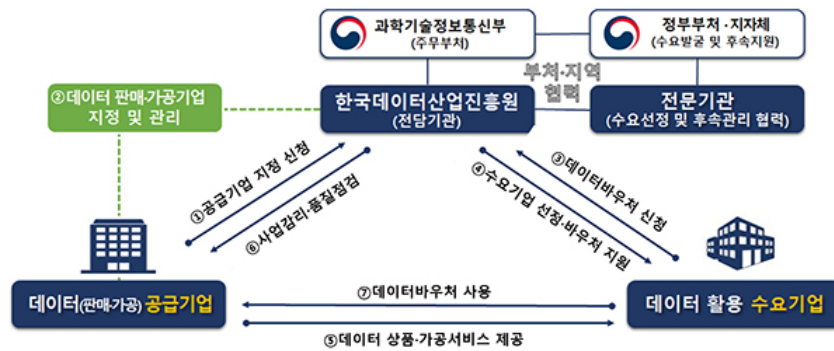 과학기술정보통신부
(주무부처)
정부부처·지자체
(수요발굴 및 후속지원)
부처·지역
협력
②데이터 판매·가공기업
지정 및 관리
한국데이터산업진흥원
(전담기관)
전문기관
(수요선정 및 후속관리 협력)
①공급기업 지정 신청
⑥사업감리·품질점검
③데이터바우처 신청
④수요기업 선정·바우처 지원
데이터(판매·가공) 공급기업
⑦데이터바우처 사용
데이터 활용 수요기업
⑤데이터 상품·가공서비스 제공